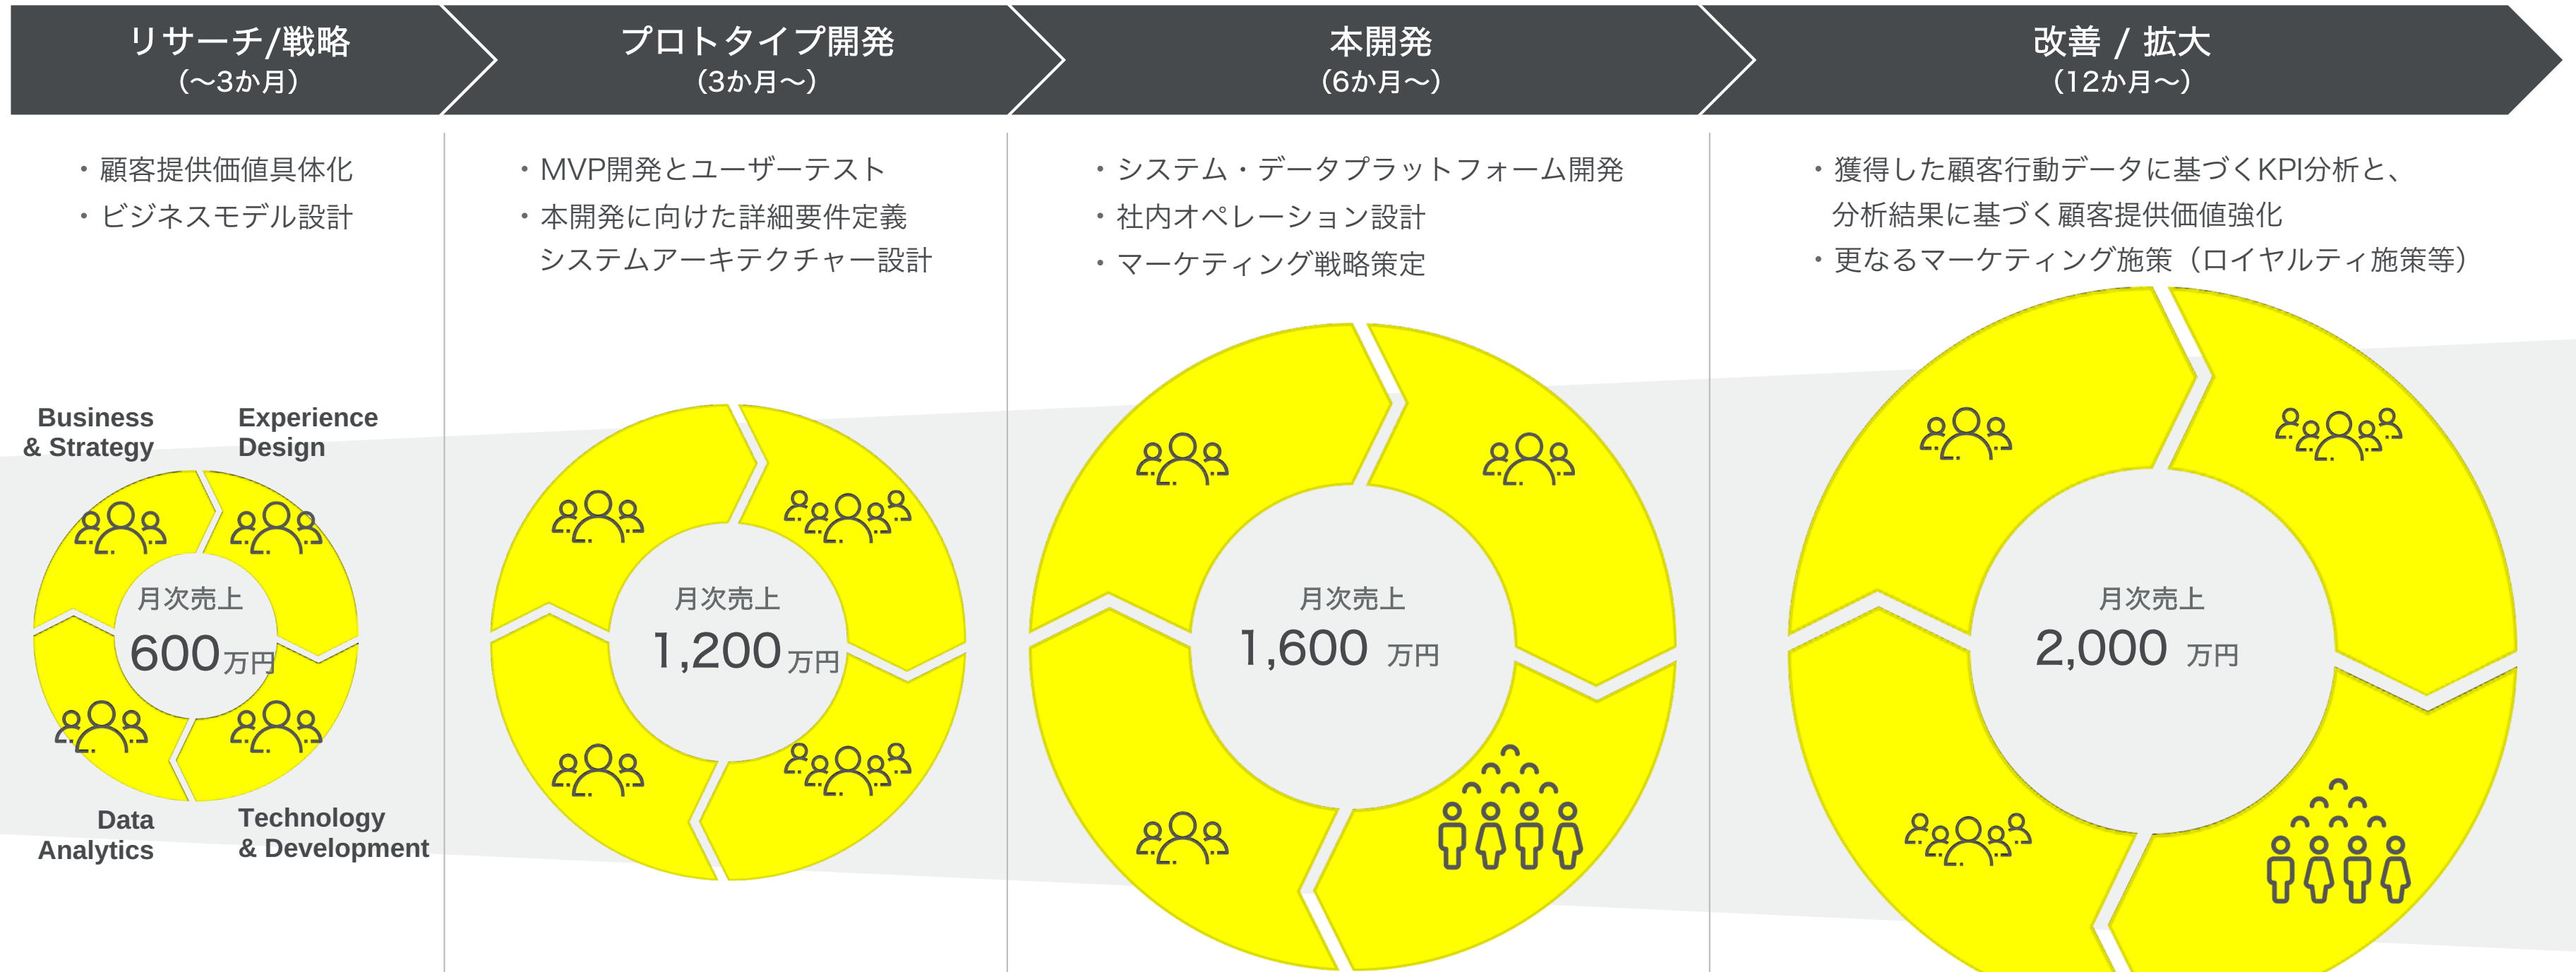 リサーチ/戦略
（〜3か月）
プロトタイプ開発
（3か月〜）
本開発
（6か月〜）
改善 / 拡大
（12か月〜）
・顧客提供価値具体化
・ビジネスモデル設計
・MVP開発とユーザーテスト
・本開発に向けた詳細要件定義
システムアーキテクチャー設計
・システム・データプラットフォーム開発
・社内オペレーション設計
・マーケティング戦略策定
・獲得した顧客行動データに基づくKPI分析と、
分析結果に基づく顧客提供価値強化
・更なるマーケティング施策（ロイヤルティ施策等）
Business
& Strategy
Experience
Design
月次売上
600万円
Data
Analytics
Technology
& Development
月次売上
1,200万円
月次売上
1,600 万円
月次売上
2,000 万円